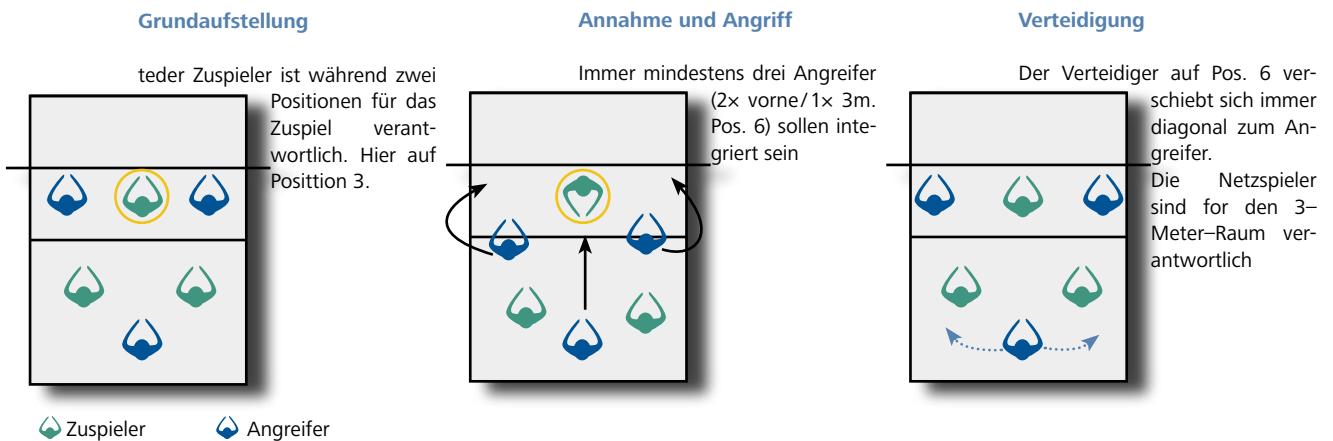 Grundaufstellung
teder Zuspieler ist während zwei
Positionen für das
Zuspiel verant-
wortlich. Hier auf
Posittion 3.
Annahme und Angriff
Immer mindestens drei Angreifer
(2× vorne/1× 3m.
Pos. 6) sollen inte-
griert sein
Verteidigung
Der Verteidiger auf Pos. 6 ver-
schiebt sich immer
diagonal zum An-
greifer.
Die Netzspieler
sind for den 3–
Meter–Raum ver-
antwortlich
Zuspieler
Angreifer